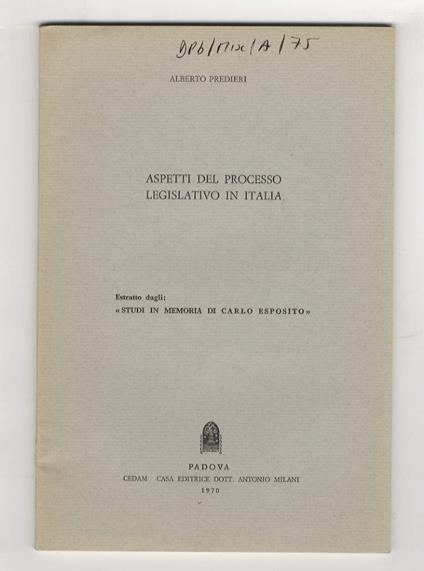 DPb/Mix/A/75
ALBERTO PREDIERI
ASPETTI DEL PROCESSO
LEGISLATIVO IN ITALIA
Estratto dagli:
« STUDI IN MEMORIA DI CARLO ESPOSITO »
PADOVA
CEDAM CASA EDITRICE DOTT. ANTONIO MILANI
1970